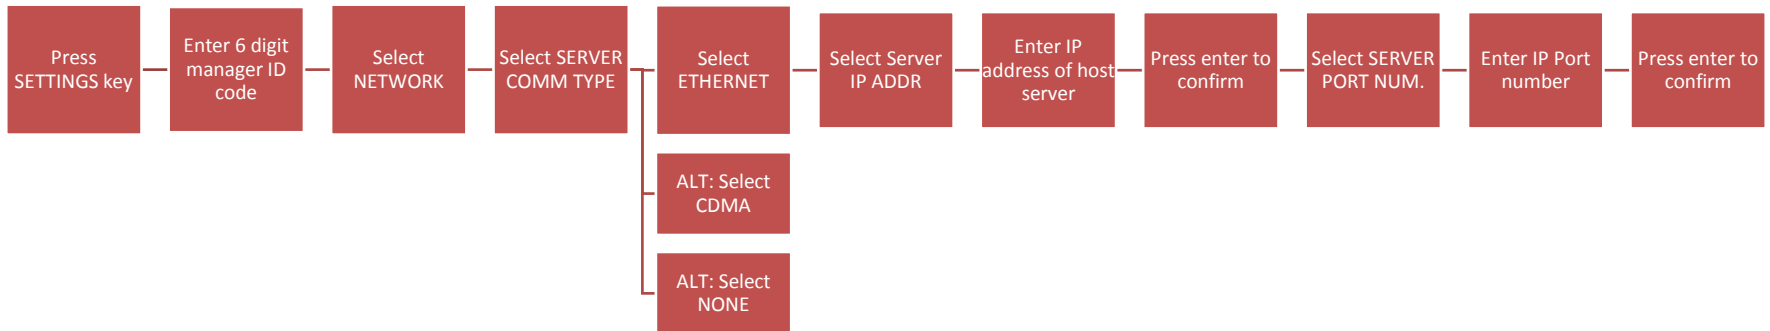 Press
SETTINGS key
Enter 6 digit
manager ID
code
Select
NETWORK
Select SERVER
COMM TYPE
Select
ETHERNET
Select Server
IP ADDR
Enter IP
address of host
server
Press enter to
confirm
Select SERVER
PORT NUM.
Enter IP Port
number
Press enter to
confirm
ALT: Select
CDMA
ALT: Select
NONE